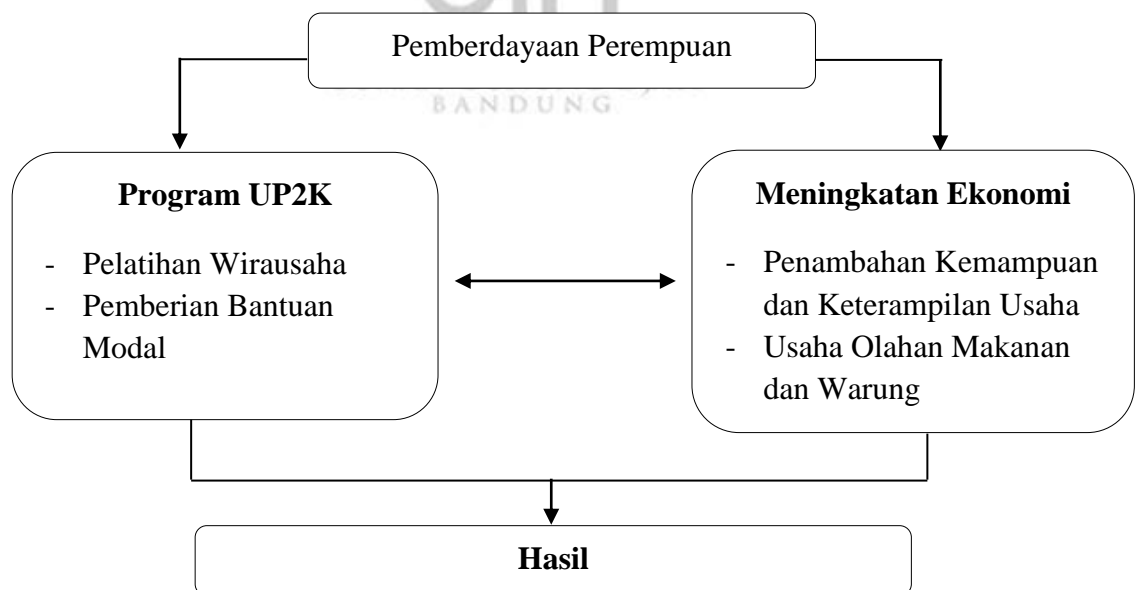 Pemberdayaan Perempuan
BANDUNG
Program UP2K
- Pelatihan Wirausaha
- Pemberian Bantuan
Modal
Meningkatan Ekonomi
- Penambahan Kemampuan
dan Keterampilan Usaha
- Usaha Olahan Makanan
dan Warung
Hasil